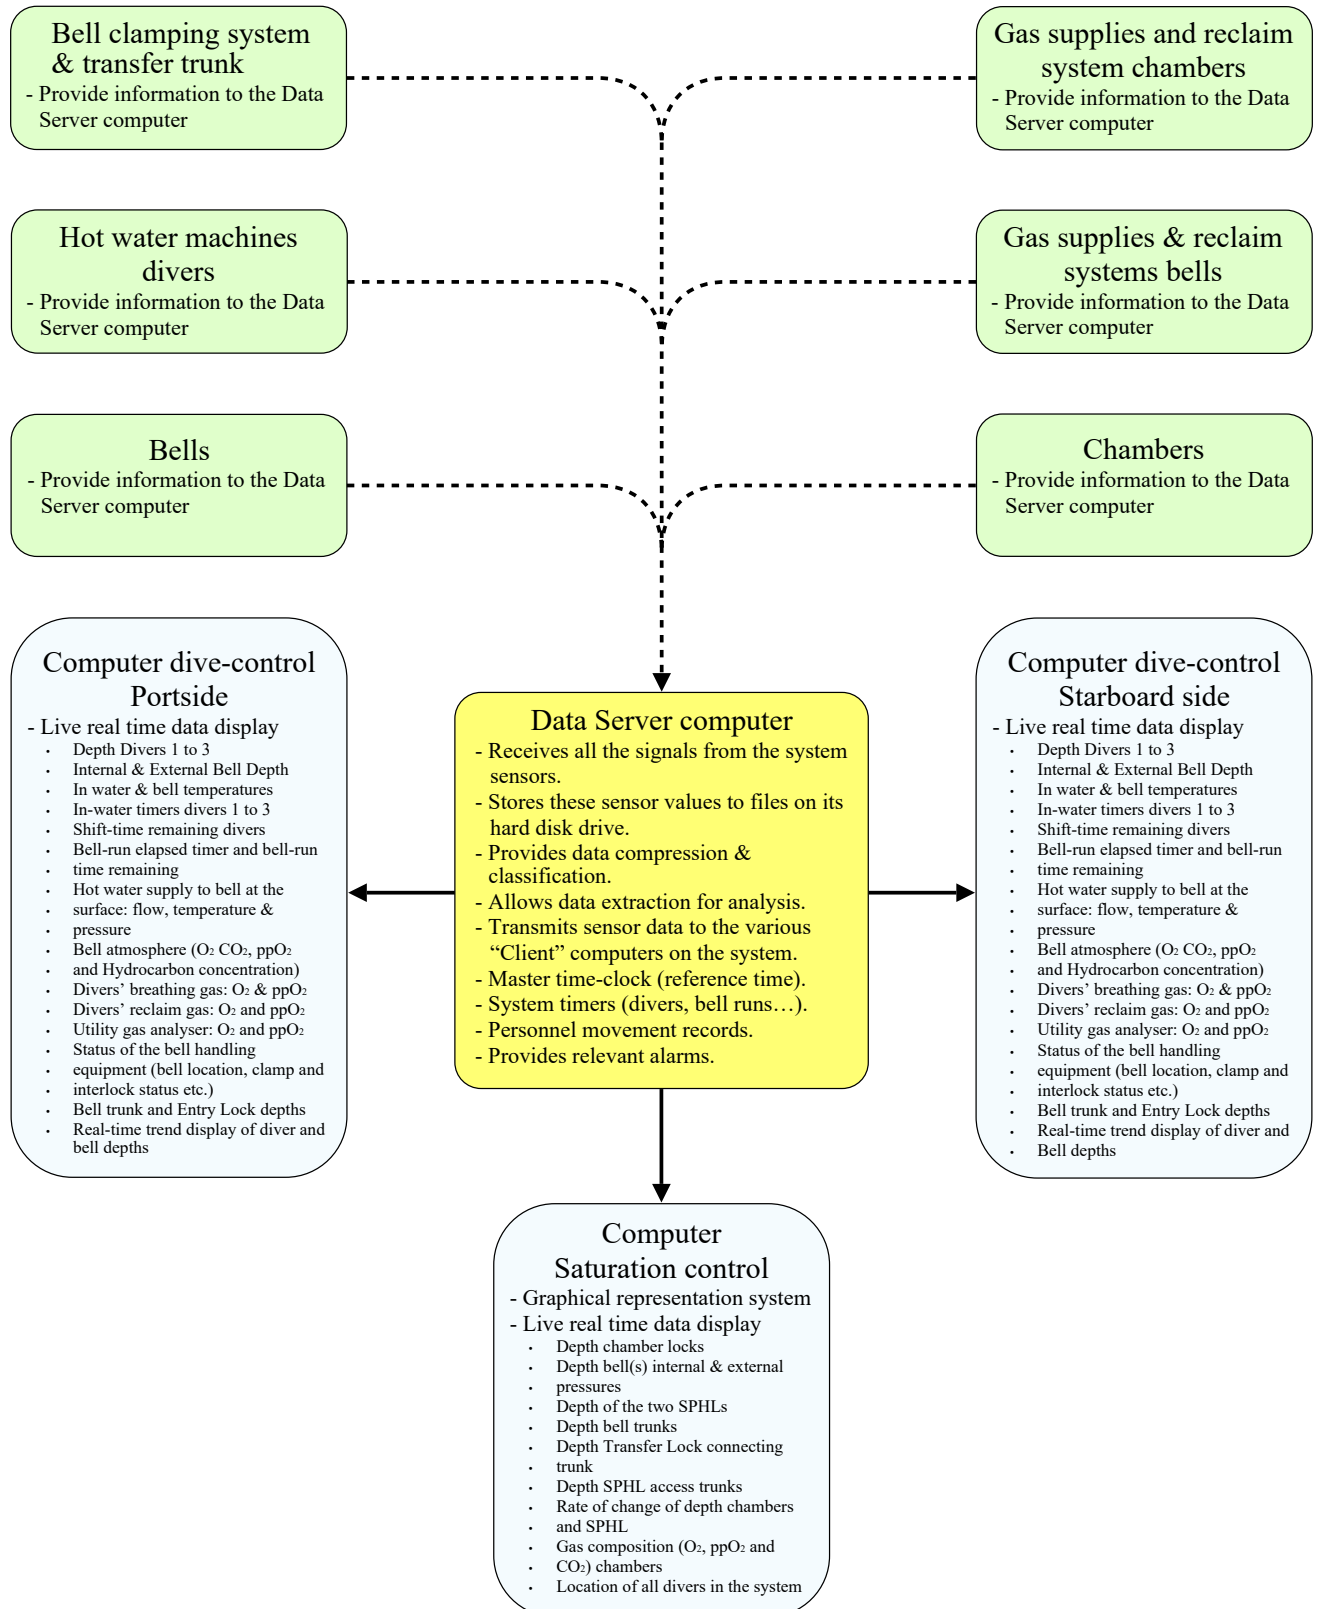 Bell clamping system
& transfer trunk
- Provide information to the Data
Server computer
Gas supplies and reclaim
system chambers
- Provide information to the Data
Server computer
Hot water machines
divers
- Provide information to the Data
Server computer
Gas supplies & reclaim
systems bells
- Provide information to the Data
Server computer
Bells
- Provide information to the Data
Server computer
Chambers
- Provide information to the Data
Server computer
Computer dive-control
Portside
- Live real time data display
· Depth Divers 1 to 3
· Internal & External Bell Depth
· In water & bell temperatures
· In-water timers divers 1 to 3
· Shift-time remaining divers
· Bell-run elapsed timer and bell-run
· time remaining
· Hot water supply to bell at the
· surface: flow, temperature &
· pressure
· Bell atmosphere (O₂ CO₂, ppO₂
· and Hydrocarbon concentration)
· Divers’ breathing gas: O₂ & ppO₂
· Divers’ reclaim gas: O₂ and ppO₂
· Utility gas analyser: O₂ and ppO₂
· Status of the bell handling
· equipment (bell location, clamp and
· interlock status etc.)
· Bell trunk and Entry Lock depths
· Real-time trend display of diver and
· bell depths
Data Server computer
- Receives all the signals from the system
sensors.
- Stores these sensor values to files on its
hard disk drive.
- Provides data compression &
classification.
- Allows data extraction for analysis.
- Transmits sensor data to the various
“Client” computers on the system.
- Master time-clock (reference time).
- System timers (divers, bell runs…).
- Personnel movement records.
- Provides relevant alarms.
Computer dive-control
Starboard side
- Live real time data display
· Depth Divers 1 to 3
· Internal & External Bell Depth
· In water & bell temperatures
· In-water timers divers 1 to 3
· Shift-time remaining divers
· Bell-run elapsed timer and bell-run
· time remaining
· Hot water supply to bell at the
· surface: flow, temperature &
· pressure
· Bell atmosphere (O₂ CO₂, ppO₂
· and Hydrocarbon concentration)
· Divers’ breathing gas: O₂ & ppO₂
· Divers’ reclaim gas: O₂ and ppO₂
· Utility gas analyser: O₂ and ppO₂
· Status of the bell handling
· equipment (bell location, clamp and
· interlock status etc.)
· Bell trunk and Entry Lock depths
· Real-time trend display of diver and
· Bell depths
Computer
Saturation control
- Graphical representation system
- Live real time data display
· Depth chamber locks
· Depth bell(s) internal & external
· pressures
· Depth of the two SPHLs
· Depth bell trunks
· Depth Transfer Lock connecting
· trunk
· Depth SPHL access trunks
· Rate of change of depth chambers
· and SPHL
· Gas composition (O₂, ppO₂ and
· CO₂) chambers
· Location of all divers in the system